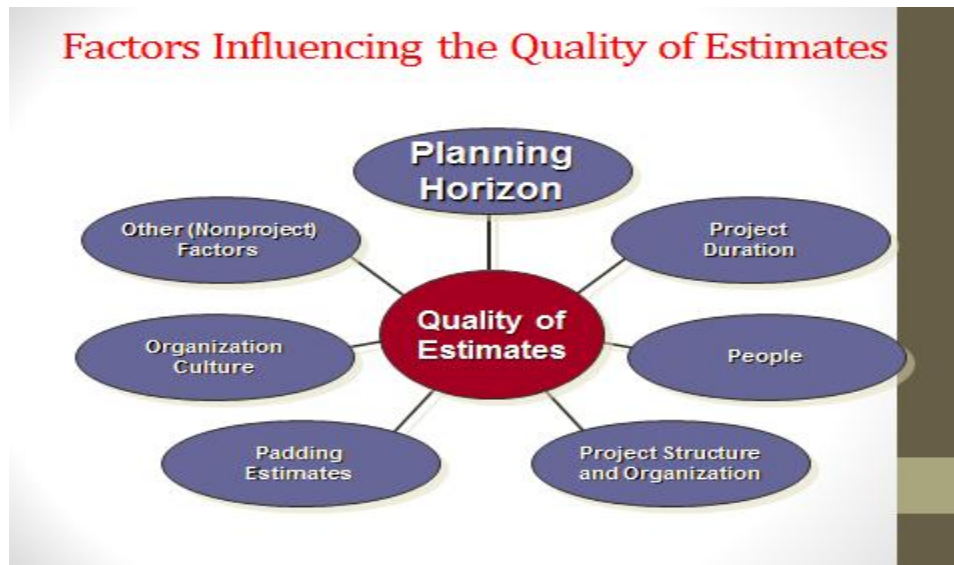 Factors Influencing the Quality of Estimates
Planning
Horizon
Other (Nonproject)
Factors
Project
Duration
Quality of
Estimates
Organization
Culture
People
Padding
Estimates
Project Structure
and Organization